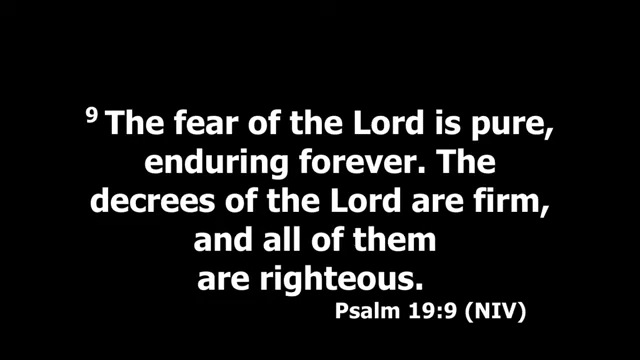 9 The fear of the Lord is pure,
enduring forever. The
decrees of the Lord are firm,
and all of them
are righteous.
Psalm 19:9 (NIV)